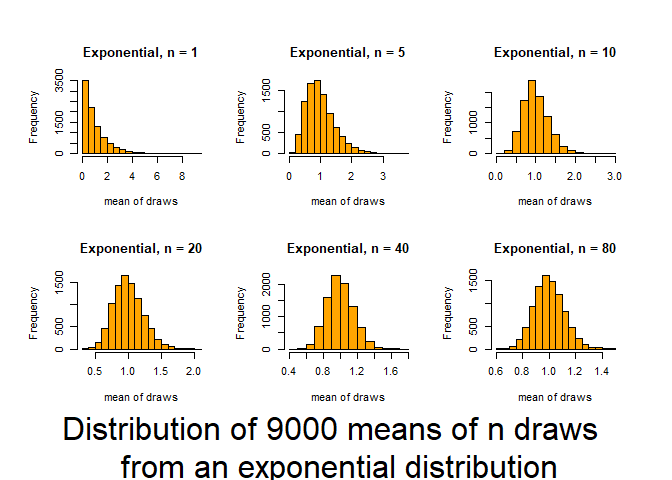 Exponential, n = 1
Frequency
0 1500 3500
0 2 4 6 8
mean of draws
Exponential, n = 5
Frequency
0 500 1500
0 1 2 3
mean of draws
Exponential, n = 10
Frequency
0 1000
0.0 1.0 2.0 3.0
mean of draws
Exponential, n = 20
Frequency
0 500 1500
0.5 1.0 1.5 2.0
mean of draws
Exponential, n = 40
Frequency
0 1000 2000
0.4 0.8 1.2 1.6
mean of draws
Exponential, n = 80
Frequency
0 500 1500
0.6 0.8 1.0 1.2 1.4
mean of draws
Distribution of 9000 means of n draws
from an exponential distribution